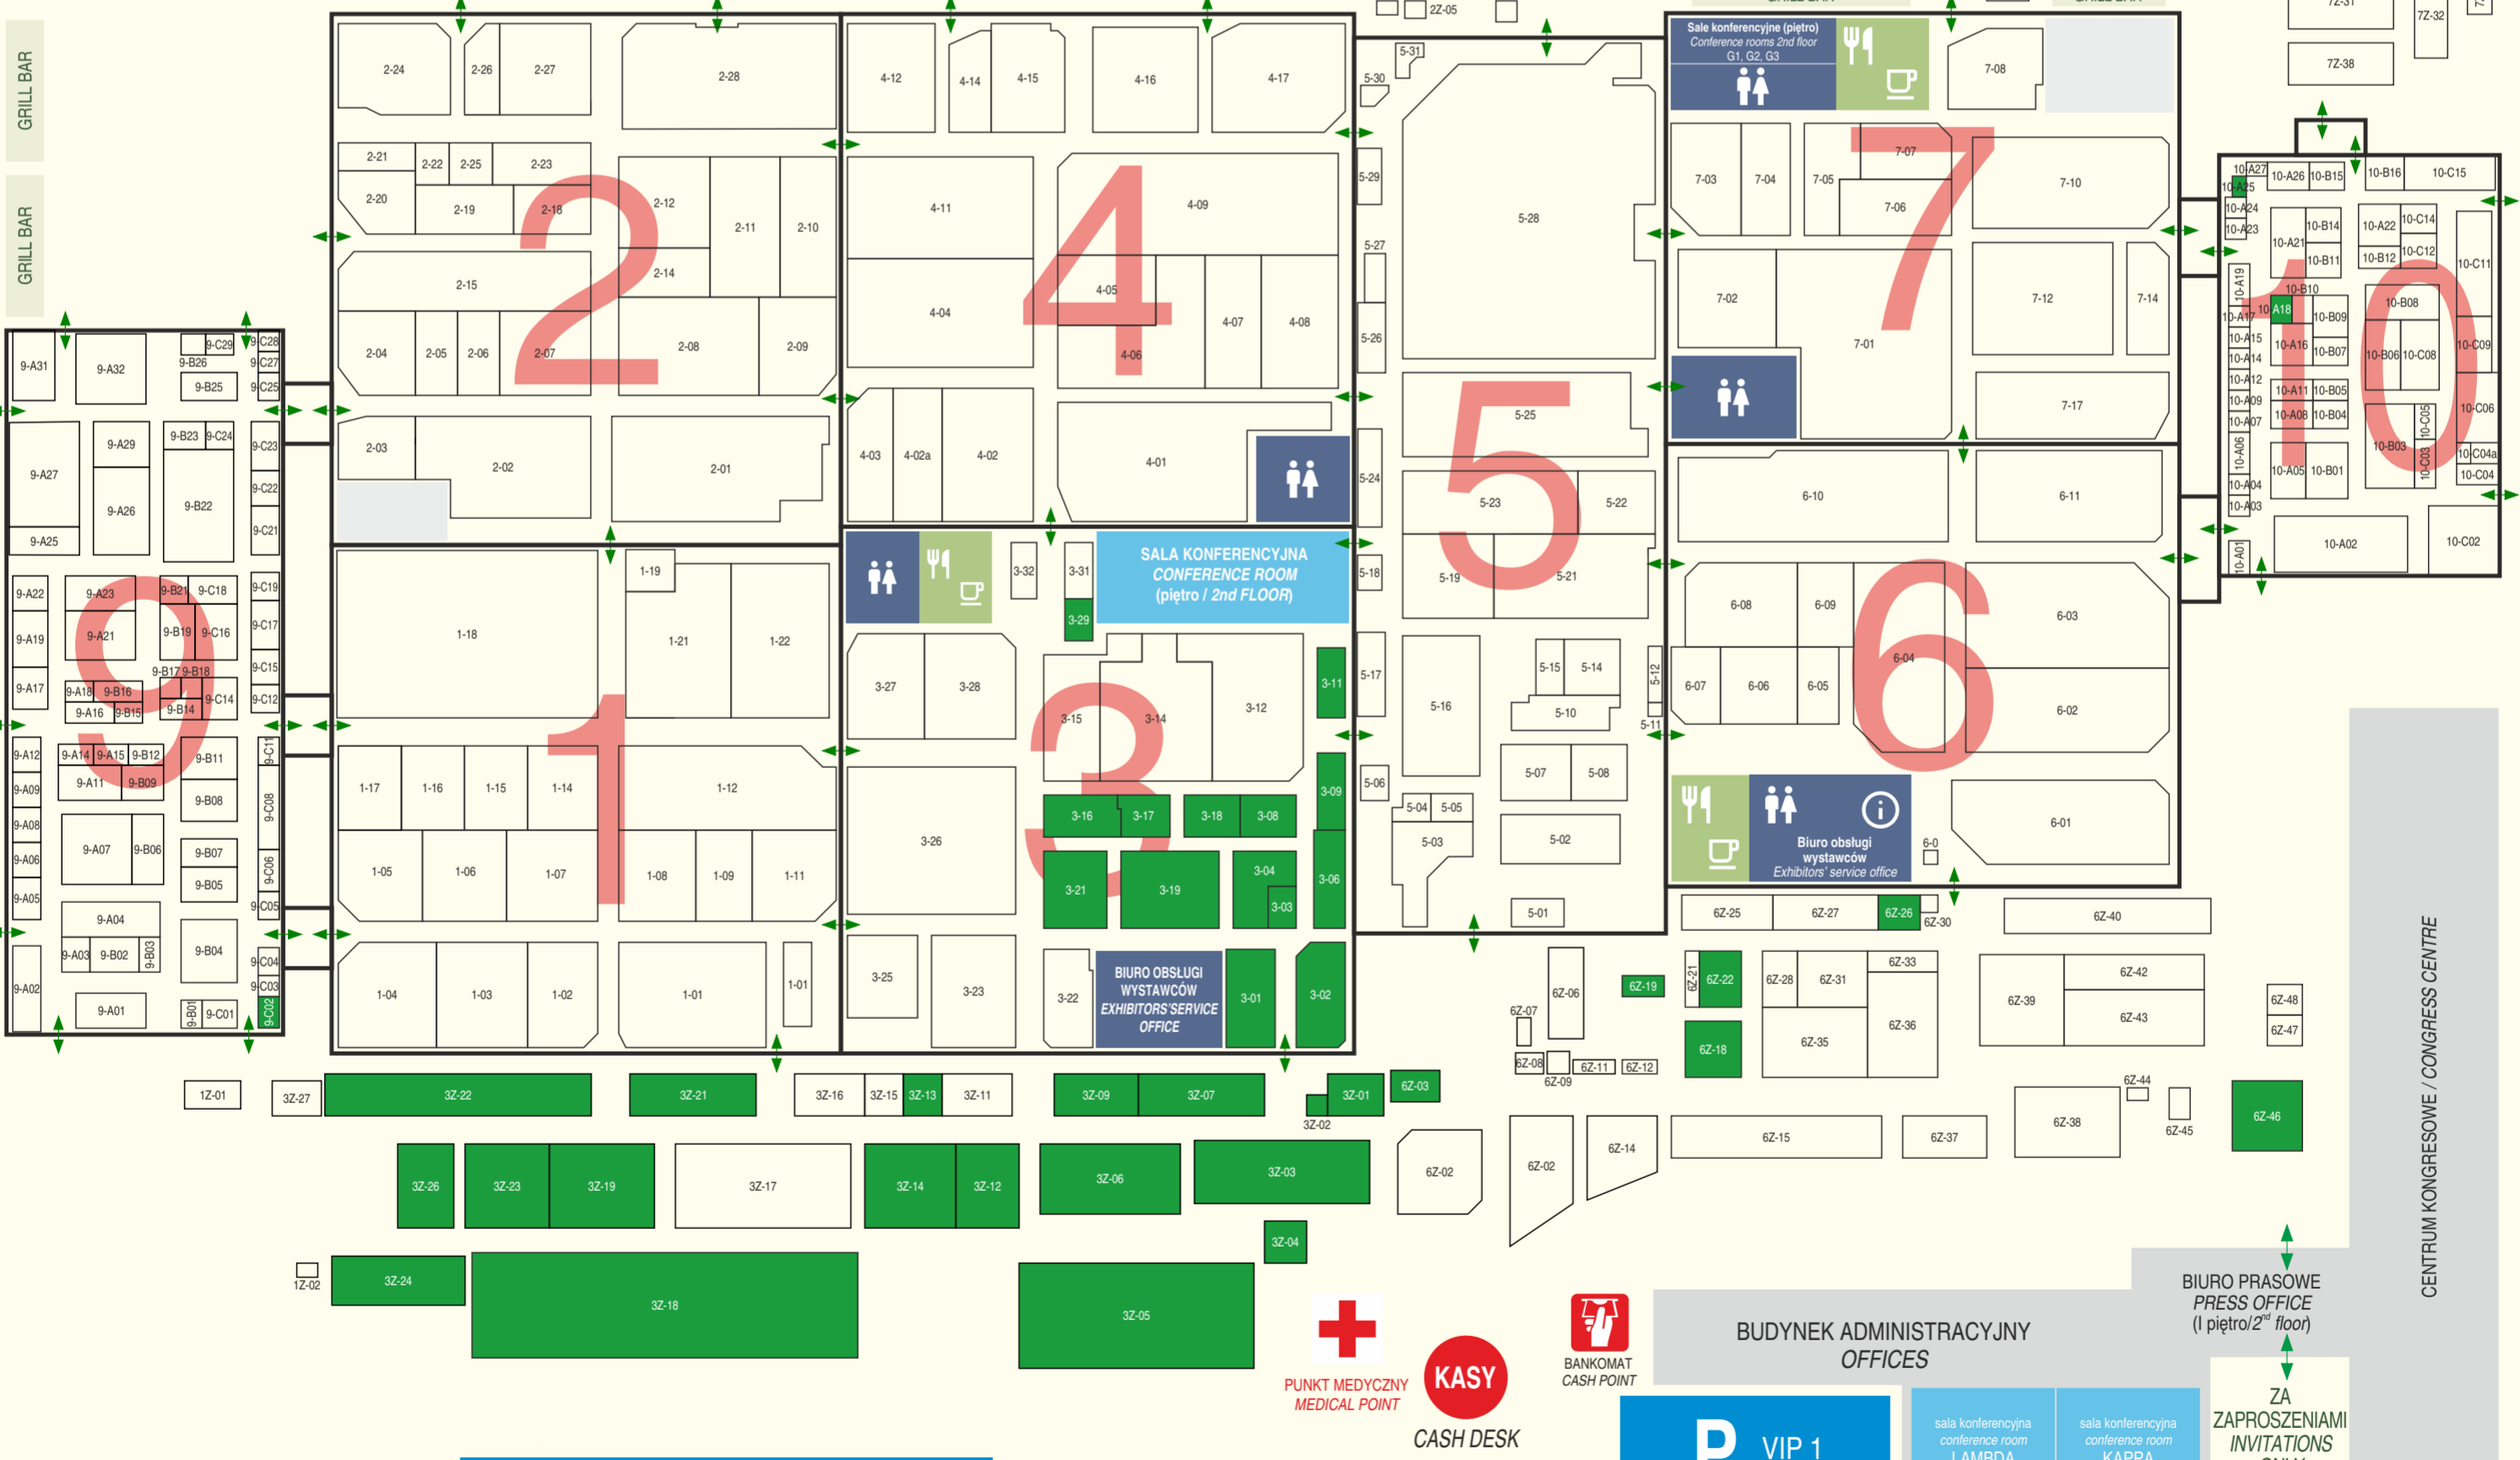 GRILL BAR
GRILL BAR
2Z-05
7Z-32
7Z-38
2-24
2-26
2-27
2-28
2-21
2-22
2-25
2-23
2-20
2-19
2-18
2-12
2-11
2-10
2-14
2-15
2-04
2-05
2-06
2-07
2-08
2-09
2-03
2-02
2-01
2
4-12
4-14
4-15
4-16
4-17
4-11
4-09
4-04
4-05
4-06
4-07
4-08
4-03
4-02a
4-02
4-01
4
5-31
5-30
5-29
5-28
5-27
5-26
5-25
5-24
5-23
5-22
5-19
5-21
5-18
5-17
5-16
5-15
5-14
5-12
5-10
5-11
5-07
5-08
5-06
5-04
5-05
5-03
5-02
5-01
5
Sale konferencyjne (piętro)
Conference rooms 2nd floor
G1, G2, G3
7-08
7-03
7-04
7-05
7-07
7-06
7-10
7-02
7-01
7-12
7-14
7-17
7
6-10
6-11
6-08
6-09
6-04
6-03
6-07
6-06
6-05
6-02
6-01
6-0
6
Biuro obsługi
wystawców
Exhibitors' service office
10-A27
10-A26
10-B15
10-B16
10-C15
10-A25
10-A24
10-A23
10-A21
10-B14
10-B11
10-A22
10-C14
10-B12
10-C12
10-C11
10-A19
10-B10
10-A18
10-B09
10-B08
10-A17
10-A15
10-A16
10-B07
10-B06
10-C08
10-C09
10-A14
10-A12
10-A11
10-B05
10-A09
10-A08
10-B04
10-A07
10-C06
10-B03
10-C05
10-C03
10-A06
10-A05
10-B01
10-C04a
10-C04
10-A04
10-A03
10-A01
10-A02
10-C02
10
9-A31
9-A32
9-C29
9-B26
9-B25
9-C28
9-C27
9-C25
9-A27
9-A29
9-B23
9-C24
9-C23
9-A26
9-B22
9-C22
9-C21
9-A25
9-A22
9-A23
9-B21
9-C18
9-C19
9-A19
9-A21
9-B19
9-C16
9-C17
9-B17
9-B18
9-C15
9-A17
9-A18
9-B16
9-C14
9-C12
9-A16
9-B15
9-B14
9-A12
9-A14
9-A15
9-B12
9-B11
9-C11
9-A11
9-B09
9-A09
9-B08
9-C08
9-A08
9-A07
9-B06
9-B07
9-A06
9-C06
9-B05
9-A05
9-C05
9-A04
9-A03
9-B02
9-B03
9-B04
9-C04
9-A02
9-C03
9-A01
9-B01
9-C01
9-C02
9
1-18
1-19
1-21
1-22
1-17
1-16
1-15
1-14
1-12
1-05
1-06
1-07
1-08
1-09
1-11
1-04
1-03
1-02
1-01
1-01
1
3-32
3-31
3-29
SALA KONFERENCYJNA
CONFERENCE ROOM
(piętro / 2nd FLOOR)
3-27
3-28
3-15
3-14
3-12
3-11
3-26
3-16
3-17
3-18
3-08
3-09
3-21
3-19
3-04
3-03
3-06
3-25
3-23
3-22
3-01
3-02
3
BIURO OBSŁUGI
WYSTAWCÓW
EXHIBITORS'SERVICE
OFFICE
6Z-25
6Z-27
6Z-26
6Z-30
6Z-40
6Z-06
6Z-19
6Z-21
6Z-22
6Z-28
6Z-31
6Z-33
6Z-39
6Z-42
6Z-43
6Z-48
6Z-47
6Z-07
6Z-08
6Z-09
6Z-11
6Z-12
6Z-18
6Z-35
6Z-36
6Z-44
6Z-38
6Z-45
6Z-46
6Z-37
6Z-15
6Z-14
6Z-02
6Z-02
6Z-03
1Z-01
3Z-27
3Z-22
3Z-21
3Z-16
3Z-15
3Z-13
3Z-11
3Z-09
3Z-07
3Z-01
3Z-02
3Z-26
3Z-23
3Z-19
3Z-17
3Z-14
3Z-12
3Z-06
3Z-03
3Z-04
1Z-02
3Z-24
3Z-18
3Z-05
PUNKT MEDYCZNY
MEDICAL POINT
KASY
CASH DESK
BANKOMAT
CASH POINT
BUDYNEK ADMINISTRACYJNY
OFFICES
BIURO PRASOWE
PRESS OFFICE
(I piętro/2nd floor)
CENTRUM KONGRESOWE / CONGRESS CENTRE
P VIP 1
sala konferencyjna
conference room
LAMBDA
sala konferencyjna
conference room
KAPPA
ZA
ZAPROSZENIAMI
INVITATIONS